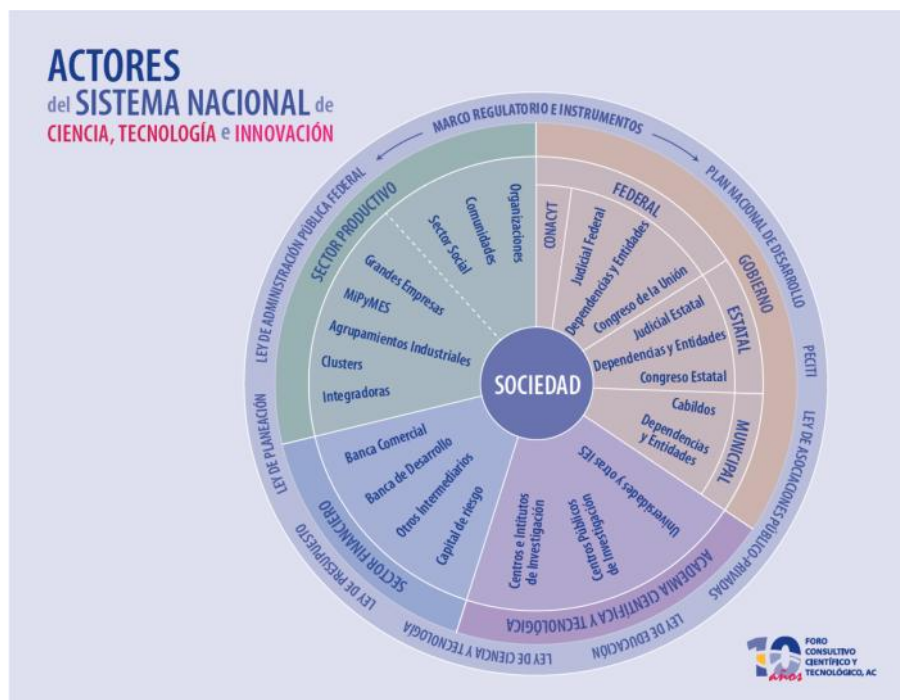 ACTORES
del SISTEMA NACIONAL de
CIENCIA, TECNOLOGÍA e INNOVACIÓN
MARCO REGULATORIO E INSTRUMENTOS
PLAN NACIONAL DE DESARROLLO
PECITI
LEY DE ASOCIACIONES PÚBLICO-PRIVADAS
LEY DE EDUCACIÓN
LEY DE CIENCIA Y TECNOLOGÍA
LEY DE PRESUPUESTO
LEY DE PLANEACIÓN
LEY DE ADMINISTRACIÓN PÚBLICA FEDERAL
GOBIERNO
FEDERAL
CONACYT
Judicial Federal
Dependencias y Entidades
Congreso de la Unión
ESTATAL
Judicial Estatal
Dependencias y Entidades
Congreso Estatal
MUNICIPAL
Cabildos
Dependencias
y Entidades
ACADEMIA CIENTÍFICA Y TECNOLÓGICA
Universidades y otras IES
Centros Públicos
de Investigación
Centros e Intitutos
de Investigación
SECTOR FINANCIERO
Capital de riesgo
Otros Intermediarios
Banca de Desarrollo
Banca Comercial
SECTOR PRODUCTIVO
Integradoras
Clusters
Agrupamientos Industriales
MiPyMES
Grandes Empresas
Sector Social
Comunidades
Organizaciones
SOCIEDAD
10 años
FORO
CONSULTIVO
CIENTÍFICO Y
TECNOLÓGICO, AC